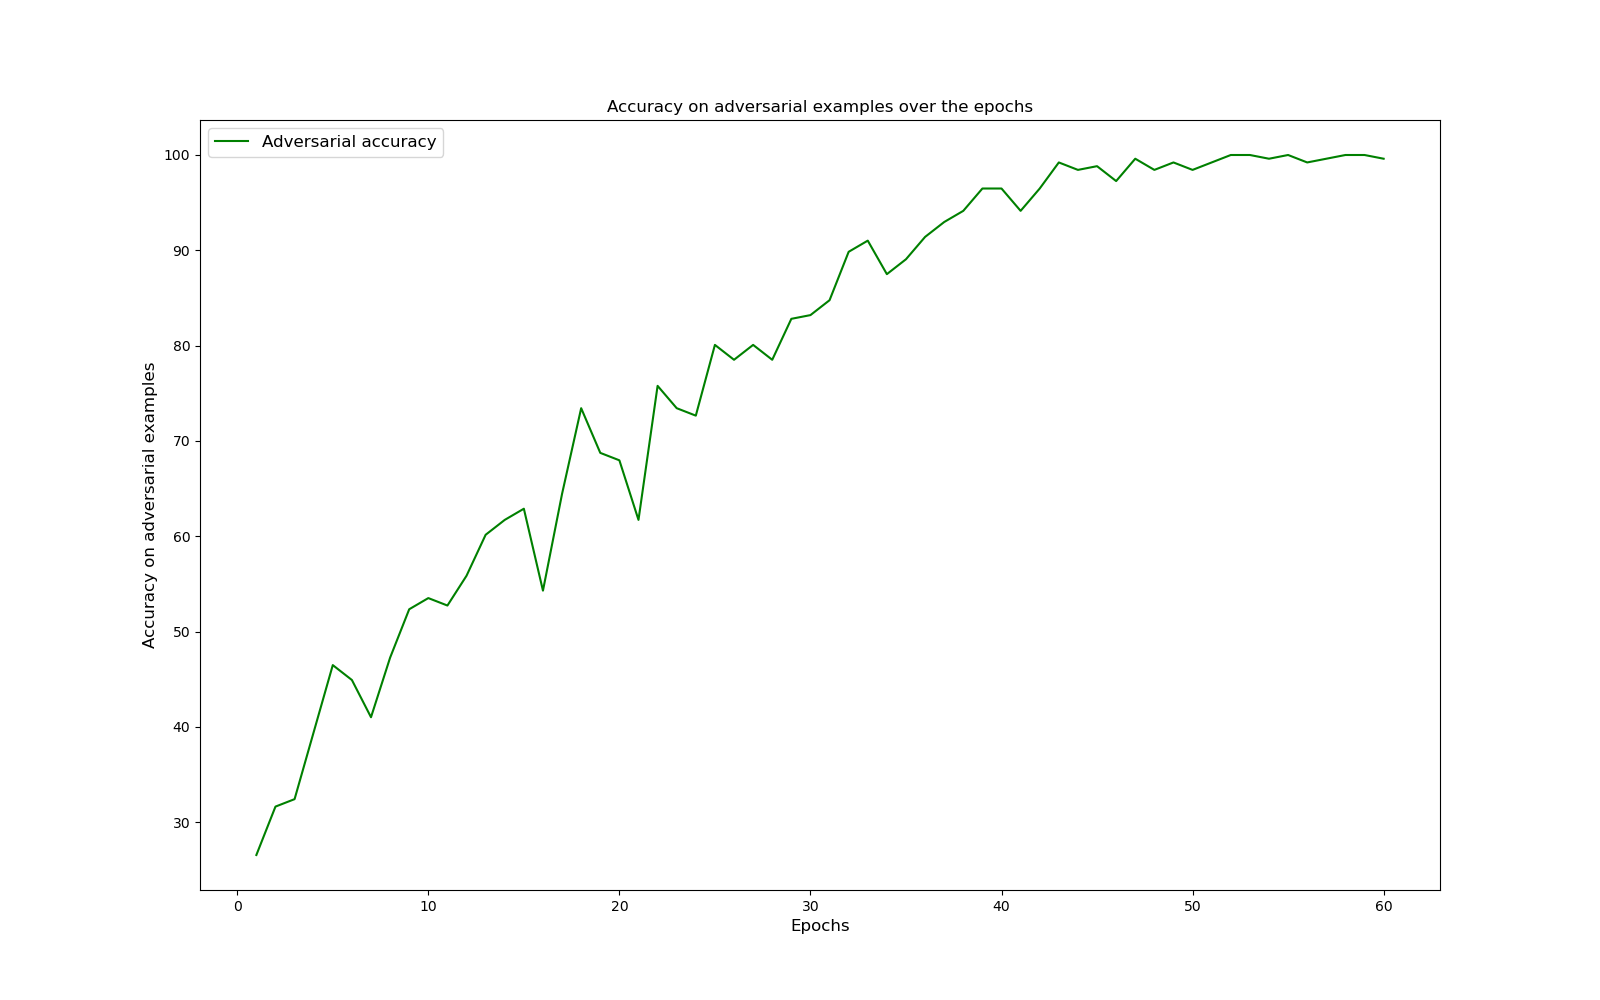 Accuracy on adversarial examples over the epochs
Adversarial accuracy
100
90
80
70
60
50
40
30
Accuracy on adversarial examples
0 10 20 30 40 50 60
Epochs